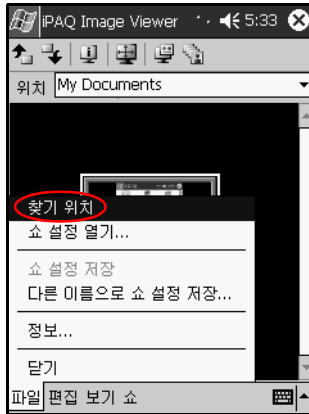 iPAQ Image Viewer 5:33
위치 My Documents
찾기 위치
쇼 설정 열기...
쇼 설정 저장
다른 이름으로 쇼 설정 저장...
정보...
닫기
파일 편집 보기 쇼